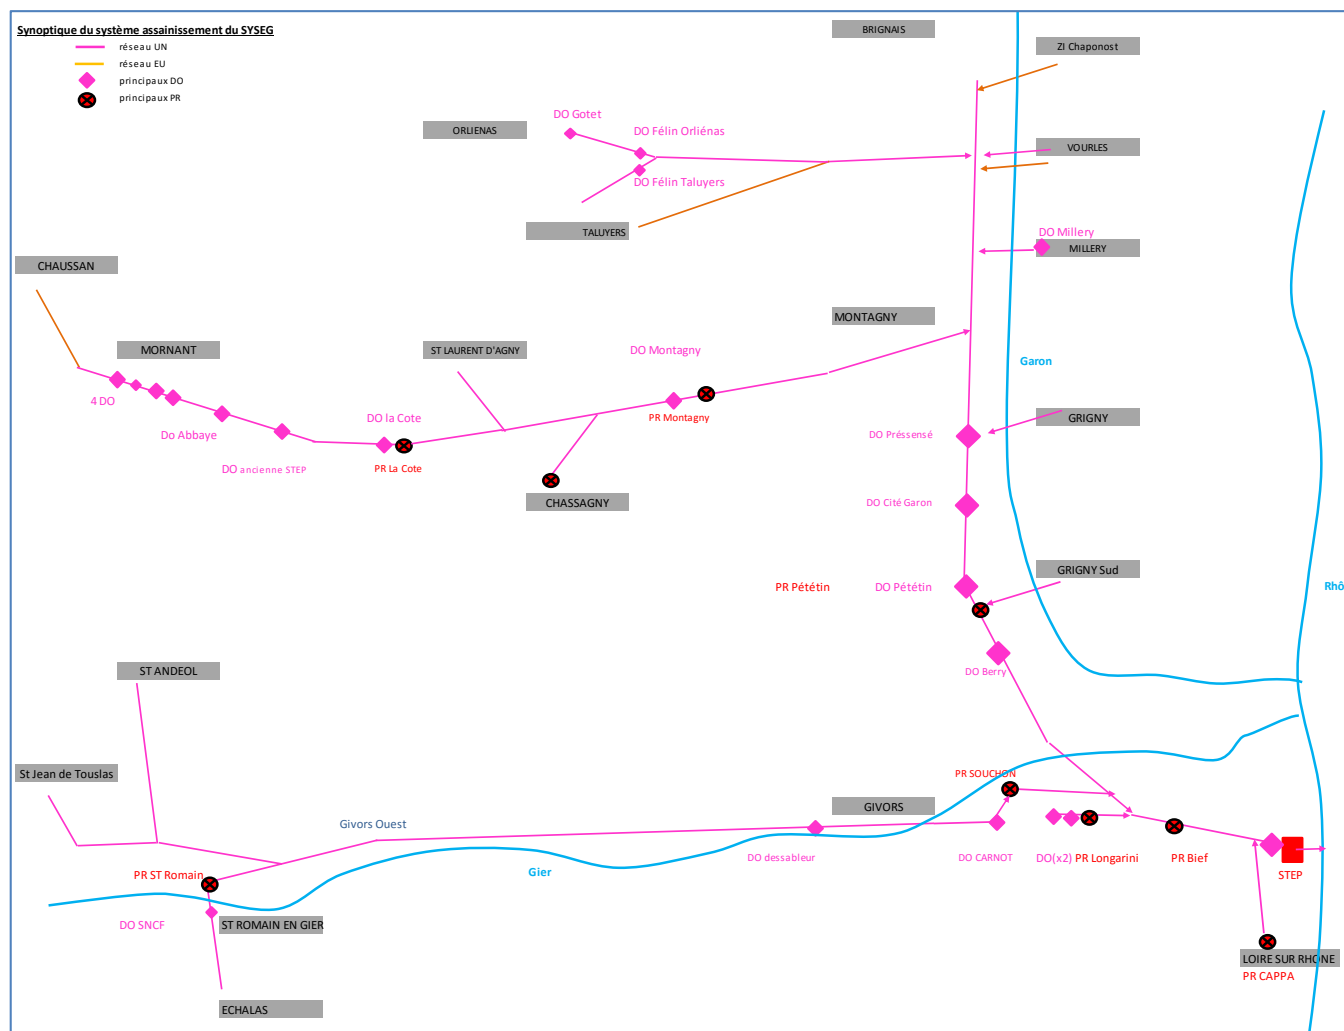 Synoptique du système assainissement du SYSEG
réseau UN
réseau EU
principaux DO
principaux PR
BRIGNAIS
ZI Chaponost
DO Gotet
ORLIENAS
DO Félin Orliénas
VOURLES
DO Félin Taluyers
TALUYERS
DO Millery
MILLERY
CHAUSSAN
MONTAGNY
MORNANT
ST LAURENT D'AGNY
DO Montagny
Garon
4 DO
DO la Cote
PR Montagny
GRIGNY
Do Abbaye
DO Préssensé
DO ancienne STEP
PR La Cote
CHASSAGNY
DO Cité Garon
GRIGNY Sud
PR Pététin
DO Pététin
Rhô
ST ANDEOL
DO Berry
St Jean de Touslas
PR SOUCHON
GIVORS
Givors Ouest
DO dessableur
DO CARNOT
DO(x2) PR Longarini
PR Bief
Gier
STEP
PR ST Romain
DO SNCF
ST ROMAIN EN GIER
LOIRE SUR RHONE
PR CAPPA
ECHALAS